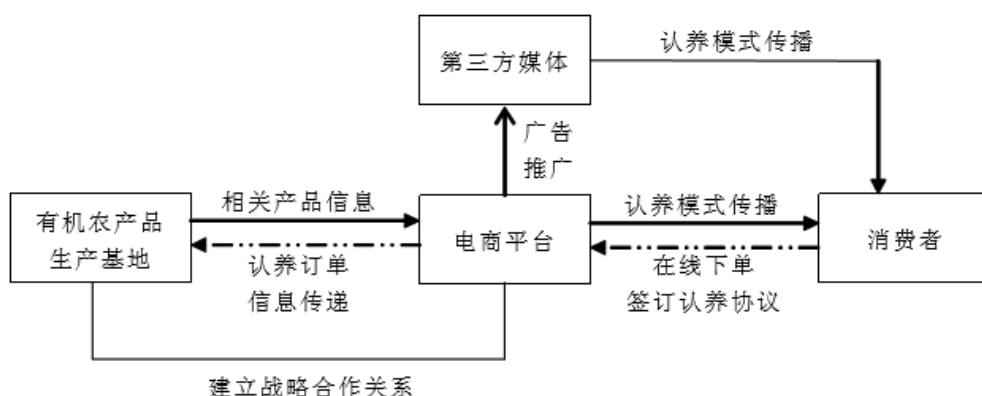 认养模式传播
第三方媒体
广告
推广
相关产品信息
认养模式传播
有机农产品
生产基地
电商平台
消费者
认养订单
信息传递
在线下单
签订认养协议
建立战略合作关系